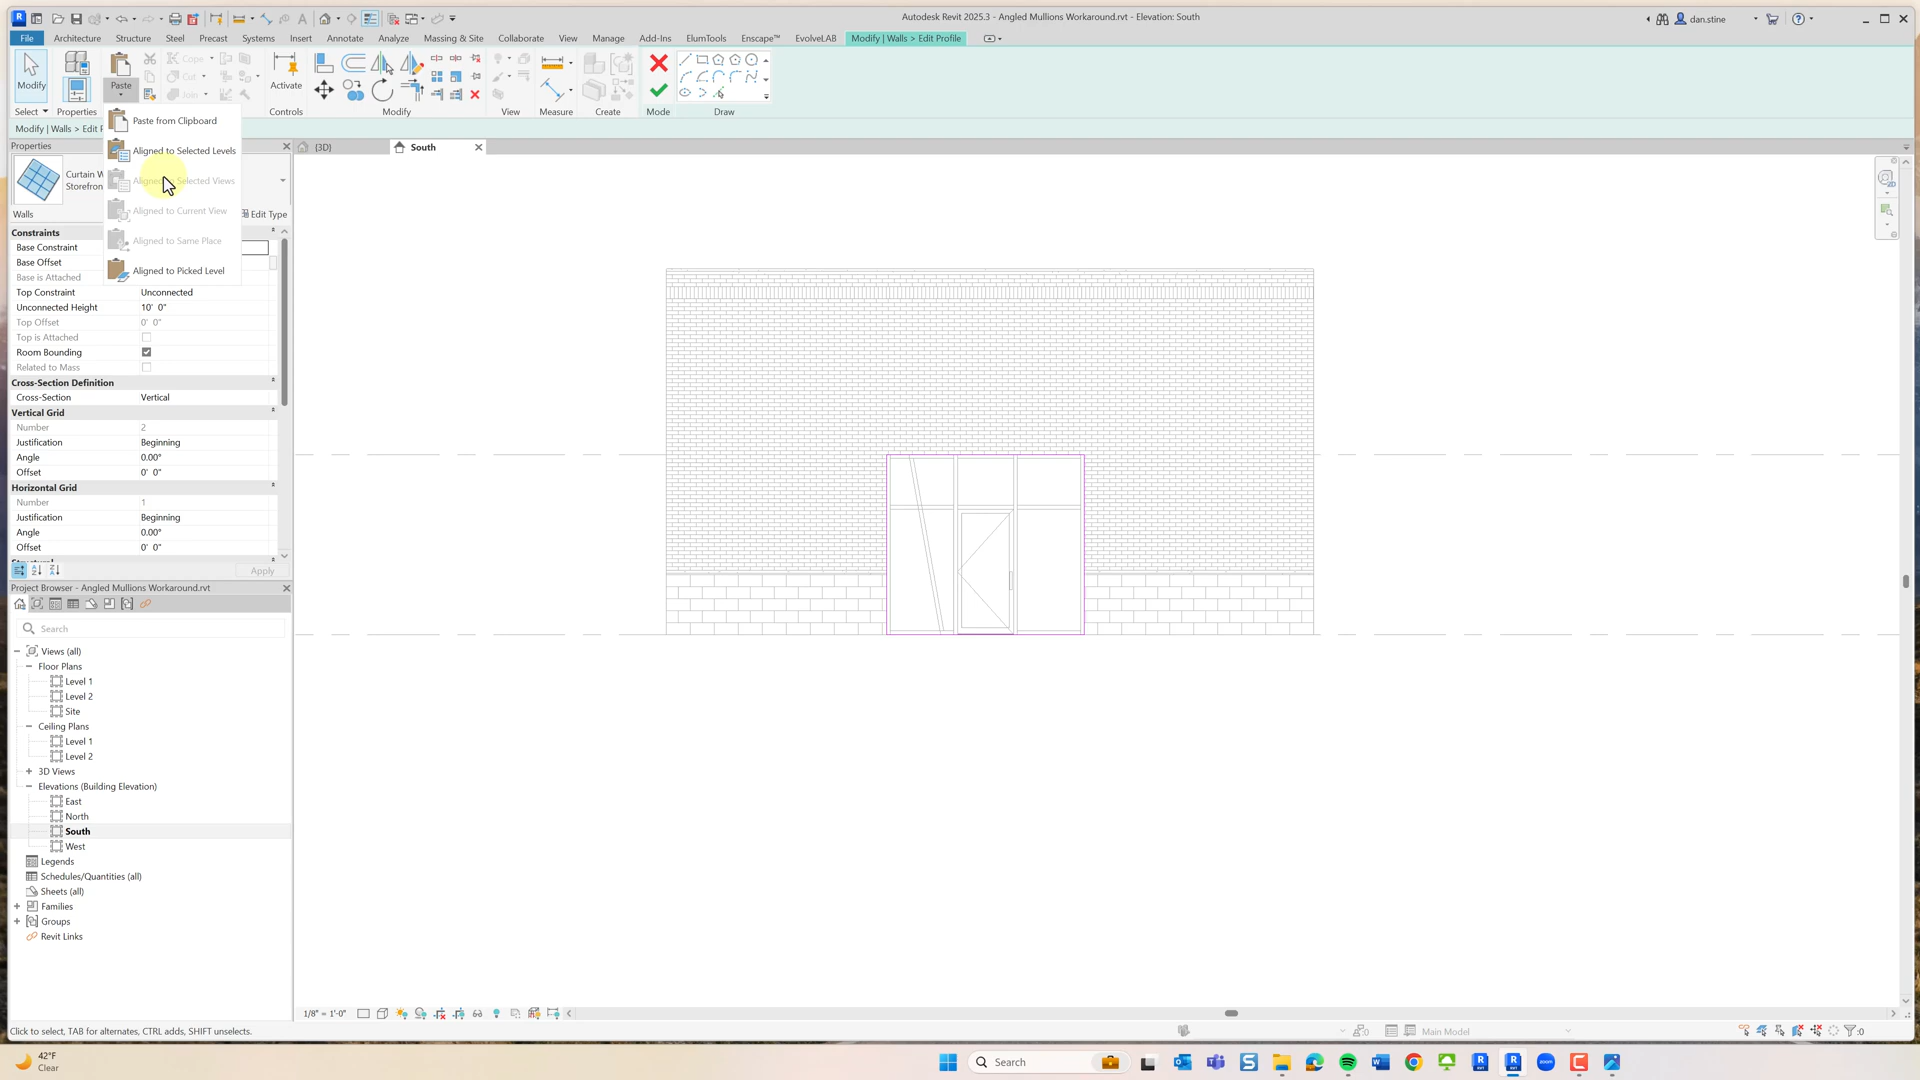 Autodesk Revit 2025.3 - Angled Mullions Workaround.rvt - Elevation: South
dan.stine
File Architecture Structure Steel Precast Systems Insert Annotate Analyze Massing & Site Collaborate View Manage Add-Ins ElumTools Enscape™ EvolveLAB Modify | Walls > Edit Profile
Modify Paste Cope Cut Join Activate
Select Properties Controls Modify View Measure Create Mode Draw
Modify | Walls > Edit P
Paste from Clipboard
Aligned to Selected Levels
Aligned to Selected Views
Aligned to Current View
Aligned to Same Place
Aligned to Picked Level
Properties
{3D} South
Curtain W
Storefron
Walls Edit Type
Constraints
Base Constraint
Base Offset
Base is Attached
Top Constraint Unconnected
Unconnected Height 10' 0"
Top Offset 0' 0"
Top is Attached
Room Bounding
Related to Mass
Cross-Section Definition
Cross-Section Vertical
Vertical Grid
Number 2
Justification Beginning
Angle 0.00°
Offset 0' 0"
Horizontal Grid
Number 1
Justification Beginning
Angle 0.00°
Offset 0' 0"
Apply
Project Browser - Angled Mullions Workaround.rvt
Search
Views (all)
Floor Plans
Level 1
Level 2
Site
Ceiling Plans
Level 1
Level 2
3D Views
Elevations (Building Elevation)
East
North
South
West
Legends
Schedules/Quantities (all)
Sheets (all)
Families
Groups
Revit Links
1/8" = 1'-0"
Click to select, TAB for alternates, CTRL adds, SHIFT unselects.
:0 Main Model :0
42°F
Clear
Search